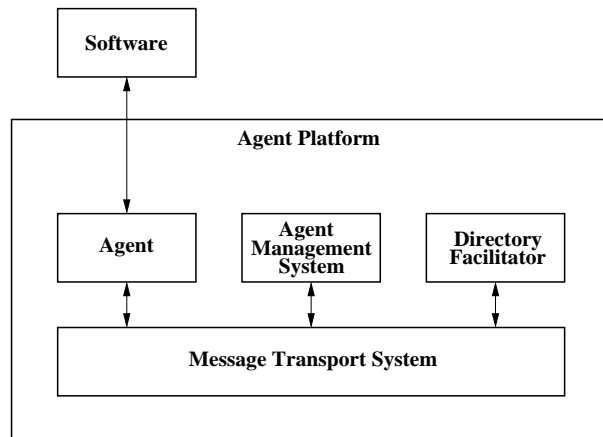 Software
Agent Platform
Agent
Agent
Management
System
Directory
Facilitator
Message Transport System